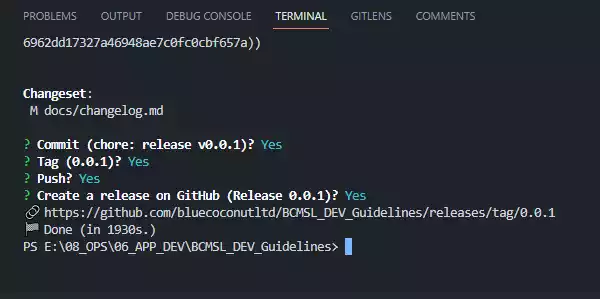 PROBLEMS OUTPUT DEBUG CONSOLE TERMINAL GITLENS COMMENTS
6962dd17327a46948ae7c0fc0cbf657a))
Changeset:
M docs/changelog.md
? Commit (chore: release v0.0.1)? Yes
? Tag (0.0.1)? Yes
? Push? Yes
? Create a release on GitHub (Release 0.0.1)? Yes
🔗 https://github.com/bluecoconutltd/BCMSL_DEV_Guidelines/releases/tag/0.0.1
🏁 Done (in 1930s.)
PS E:\08_OPS\06_APP_DEV\BCMSL_DEV_Guidelines>